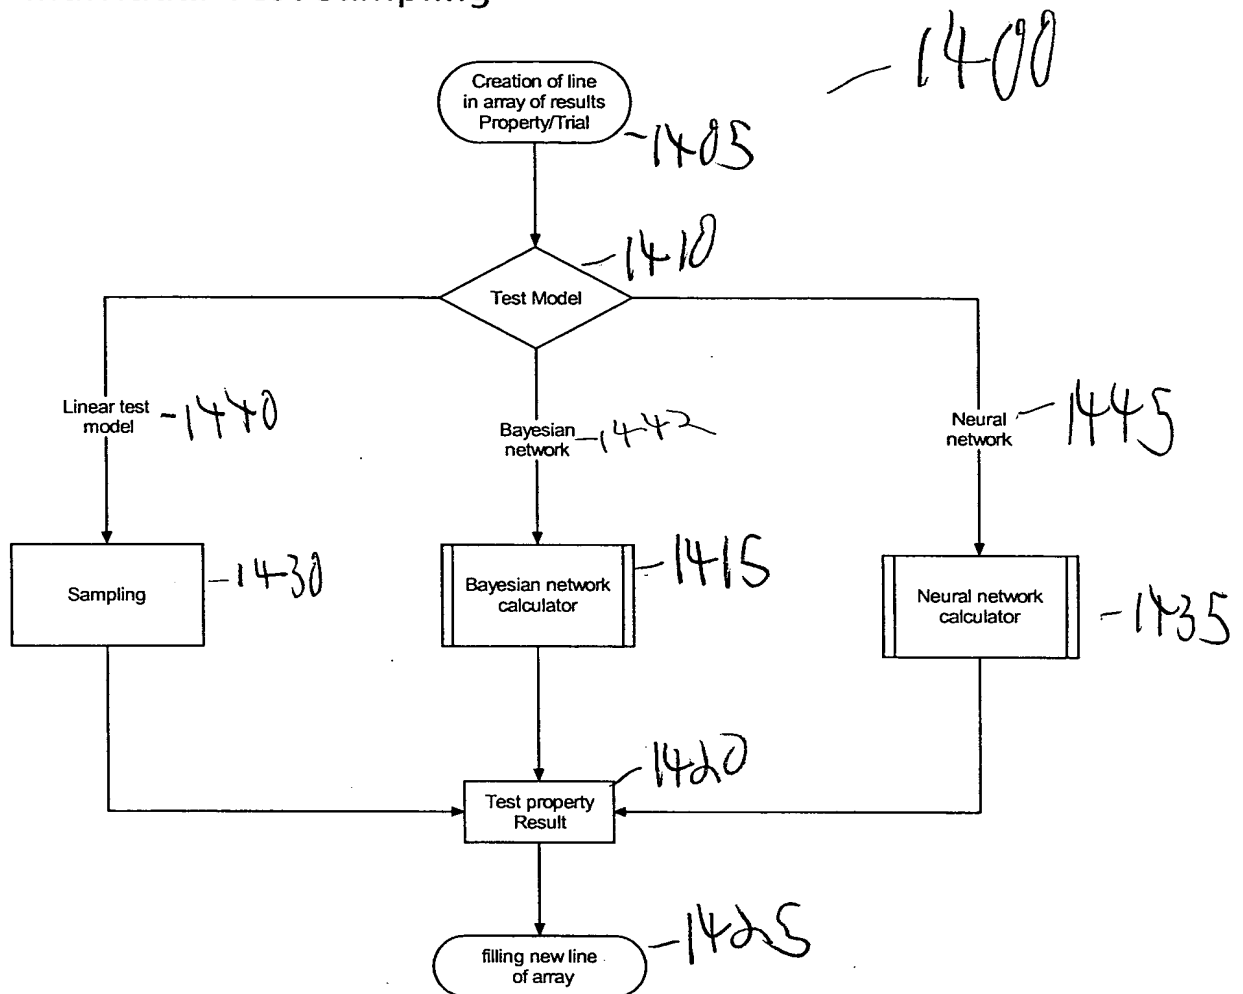 1400
Creation of line
in array of results
Property/Trial
1405
1410
Test Model
Linear test
model
1440
Bayesian
network
1442
Neural
network
1445
Sampling
1430
Bayesian network
calculator
1415
Neural network
calculator
1435
1420
Test property
Result
filling new line
of array
1425